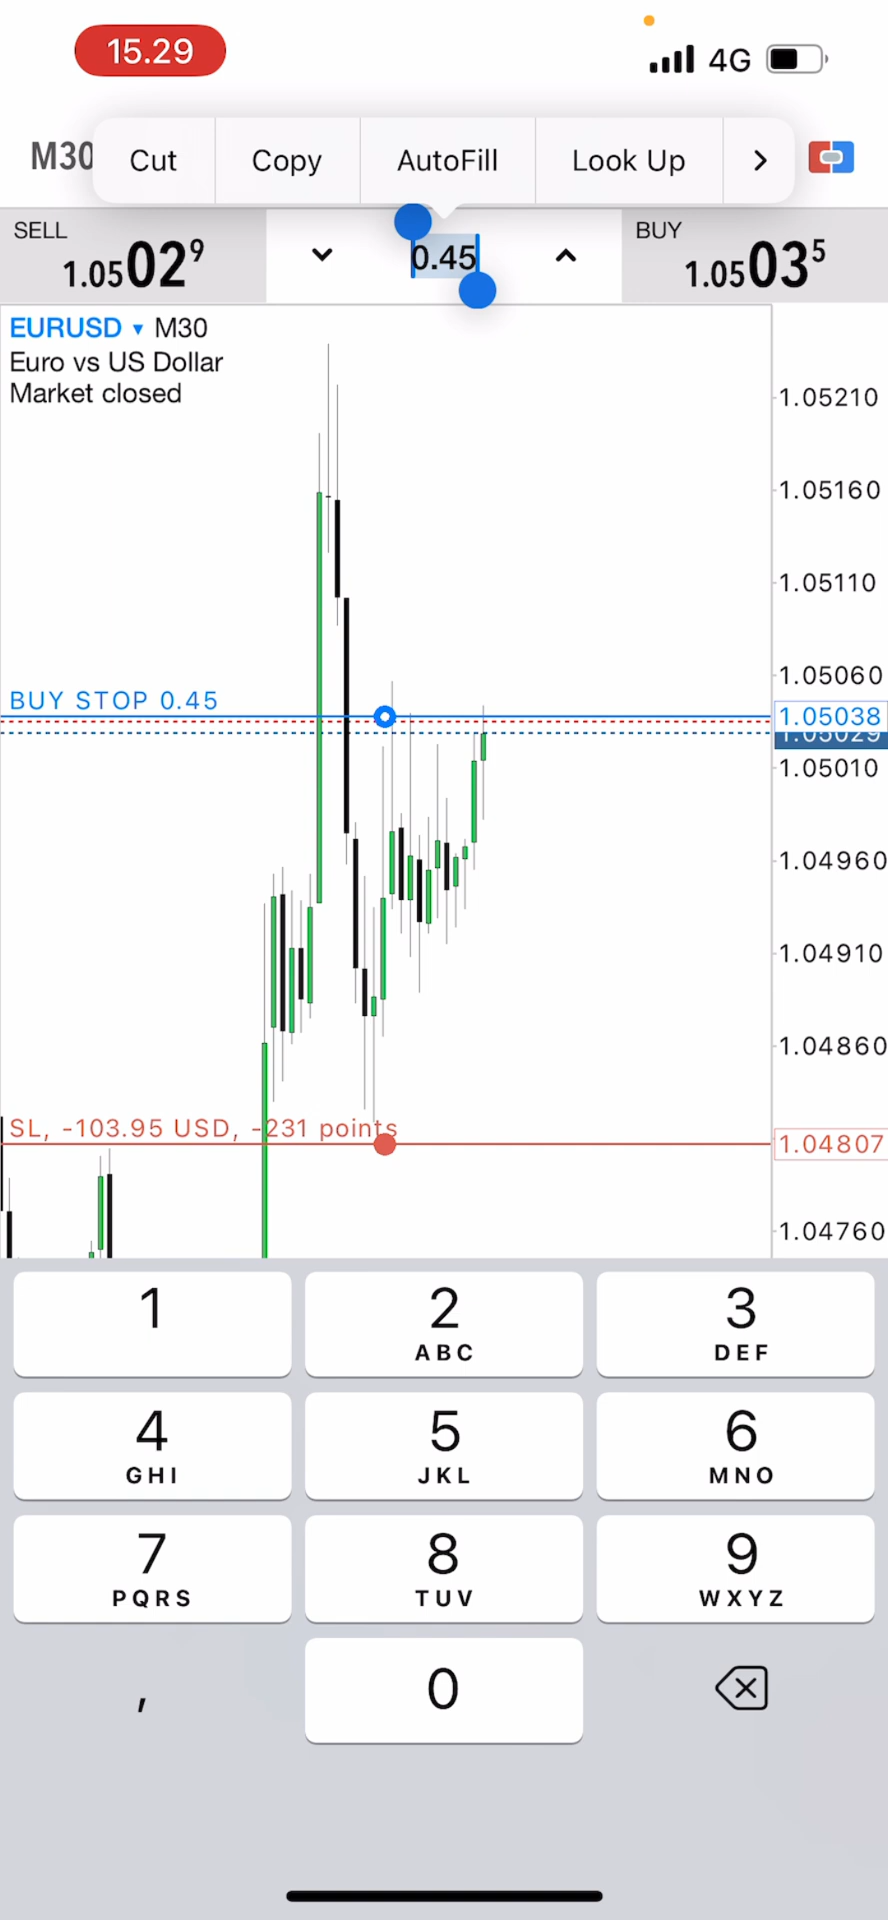 15.29
4G
M30
Cut
Copy
AutoFill
Look Up
SELL
1.05029
0.45
BUY
1.05035
EURUSD M30
Euro vs US Dollar
Market closed
1.05210
1.05160
1.05110
1.05060
BUY STOP 0.45
1.05038
1.05029
1.05010
1.04960
1.04910
1.04860
SL, -103.95 USD, -231 points
1.04807
1.04760
1
2
ABC
3
DEF
4
GHI
5
JKL
6
MNO
7
PQRS
8
TUV
9
WXYZ
,
0